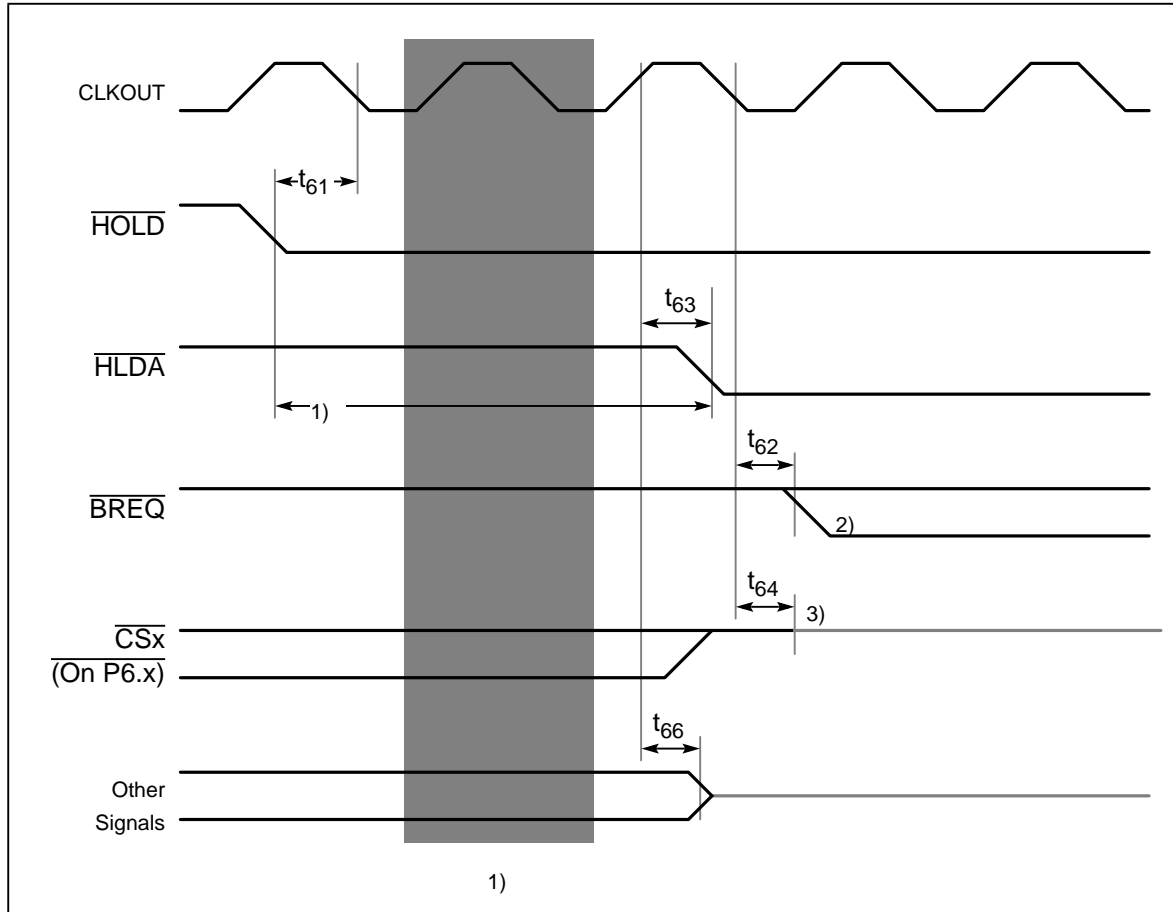 CLKOUT
t61
HOLD
t63
HLDA
1)
t62
BREQ
2)
t64
3)
CSx
(On P6.x)
t66
Other
Signals
1)